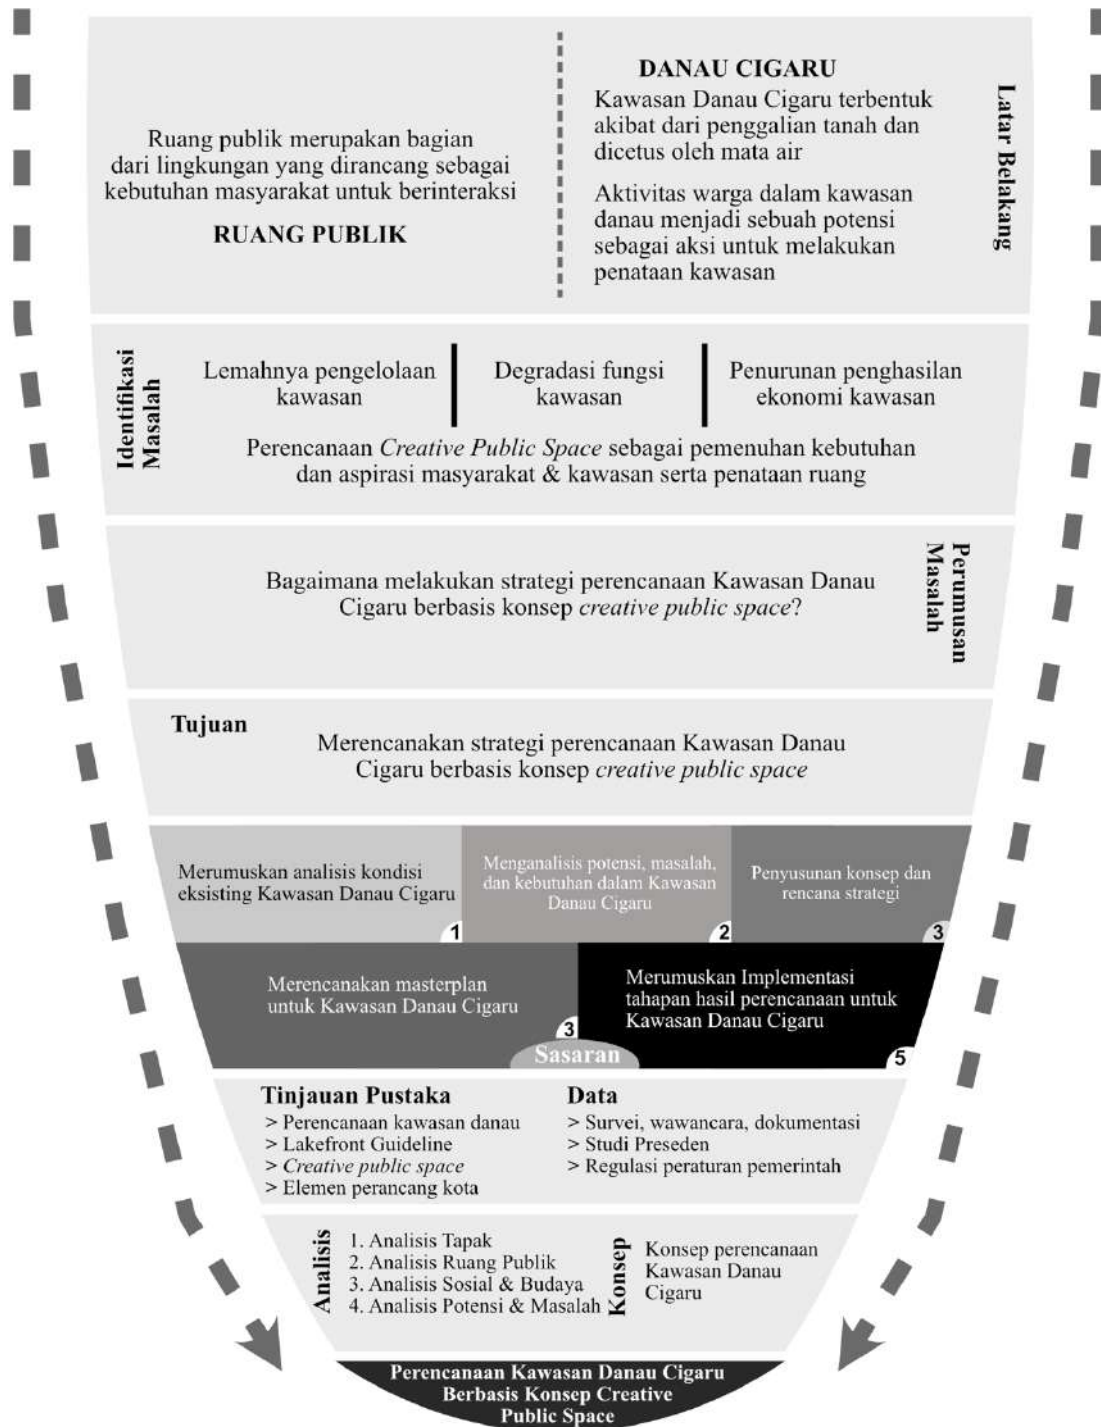 Ruang publik merupakan bagian
dari lingkungan yang dirancang sebagai
kebutuhan masyarakat untuk berinteraksi
RUANG PUBLIK
DANAU CIGARU
Kawasan Danau Cigaru terbentuk
akibat dari penggalian tanah dan
dicetus oleh mata air
Aktivitas warga dalam kawasan
danau menjadi sebuah potensi
sebagai aksi untuk melakukan
penataan kawasan
Latar Belakang
Identifikasi
Masalah
Lemahnya pengelolaan
kawasan
Degradasi fungsi
kawasan
Penurunan penghasilan
ekonomi kawasan
Perencanaan Creative Public Space sebagai pemenuhan kebutuhan
dan aspirasi masyarakat & kawasan serta penataan ruang
Perumusan
Masalah
Bagaimana melakukan strategi perencanaan Kawasan Danau
Cigaru berbasis konsep creative public space?
Tujuan
Merencanakan strategi perencanaan Kawasan Danau
Cigaru berbasis konsep creative public space
Merumuskan analisis kondisi
eksisting Kawasan Danau Cigaru
1
Menganalisis potensi, masalah,
dan kebutuhan dalam Kawasan
Danau Cigaru
2
Penyusunan konsep dan
rencana strategi
3
Merencanakan masterplan
untuk Kawasan Danau Cigaru
3
Merumuskan Implementasi
tahapan hasil perencanaan untuk
Kawasan Danau Cigaru
5
Sasaran
Tinjauan Pustaka
> Perencanaan kawasan danau
> Lakefront Guideline
> Creative public space
> Elemen perancang kota
Data
> Survei, wawancara, dokumentasi
> Studi Preseden
> Regulasi peraturan pemerintah
Analisis
1. Analisis Tapak
2. Analisis Ruang Publik
3. Analisis Sosial & Budaya
4. Analisis Potensi & Masalah
Konsep
Konsep perencanaan
Kawasan Danau
Cigaru
Perencanaan Kawasan Danau Cigaru
Berbasis Konsep Creative
Public Space